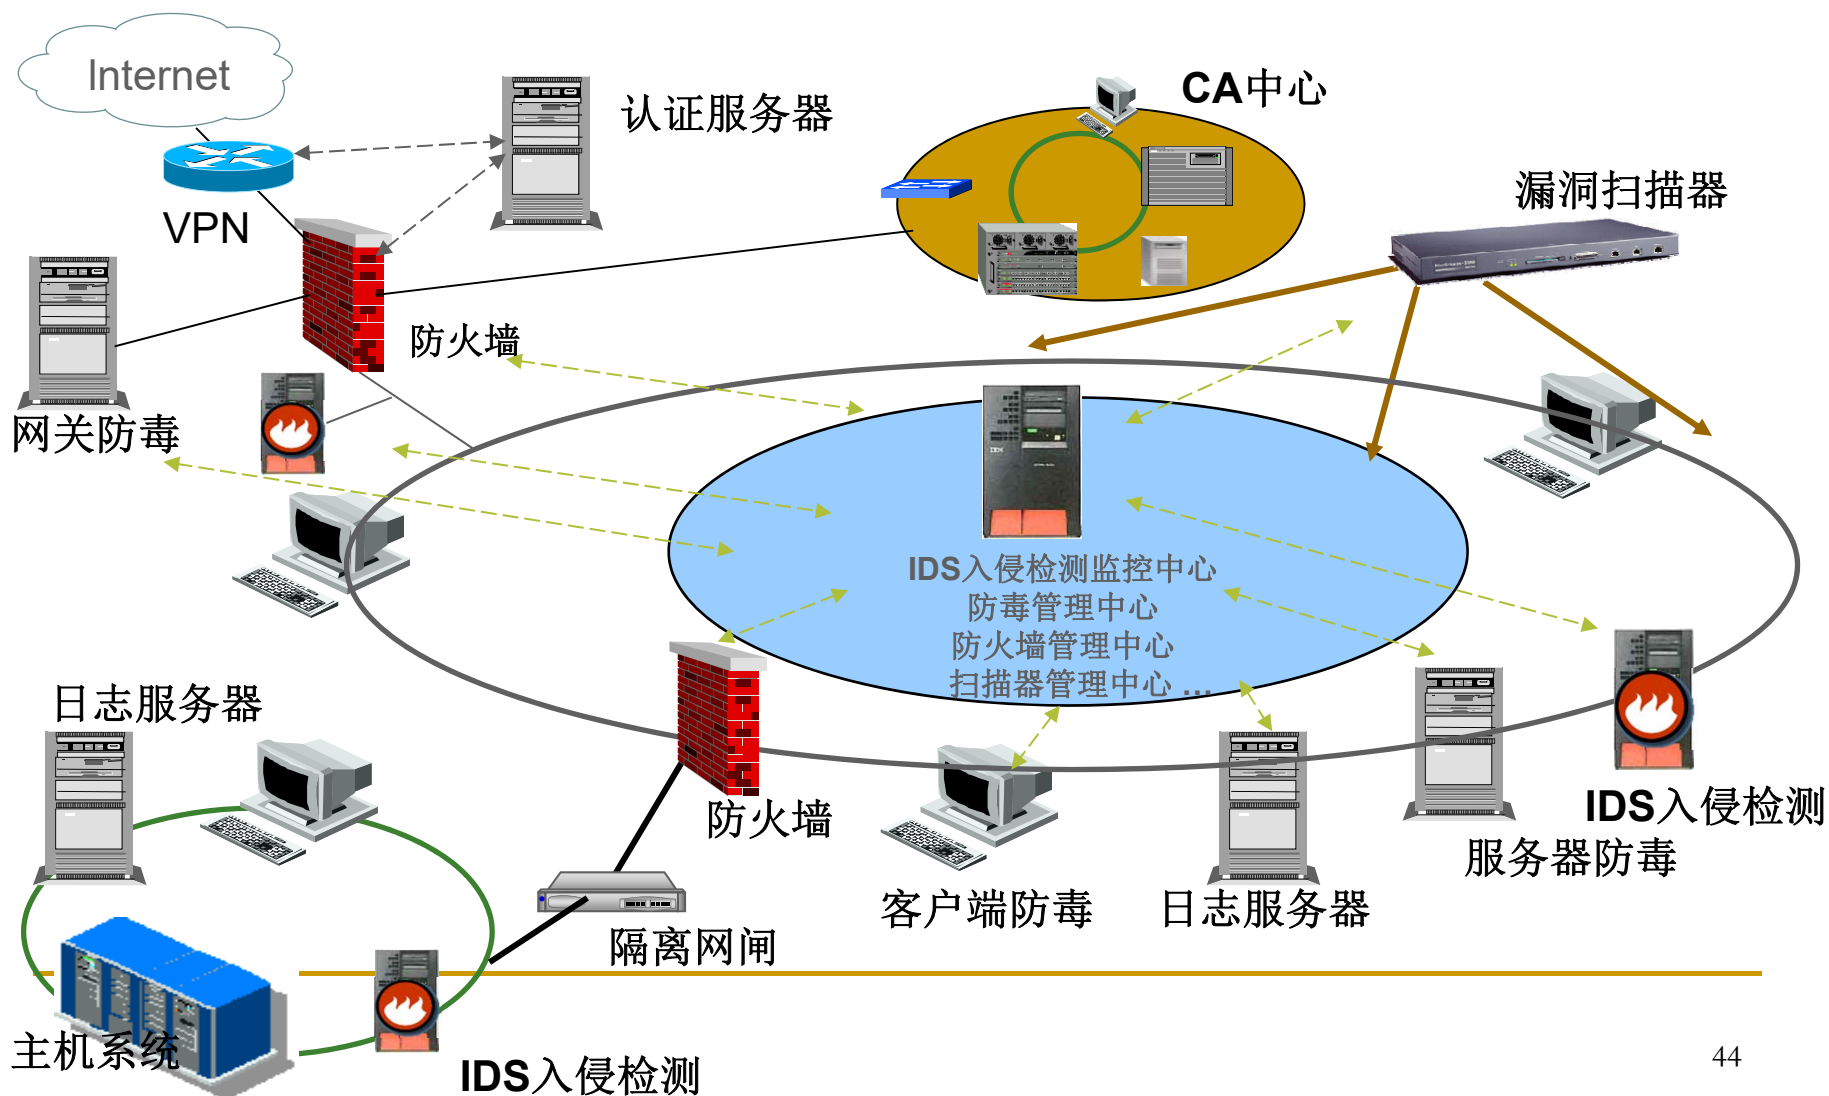 Internet
CA中心
认证服务器
漏洞扫描器
VPN
防火墙
网关防毒
IDS入侵检测监控中心
防毒管理中心
防火墙管理中心
扫描器管理中心 ...
日志服务器
防火墙
IDS入侵检测
服务器防毒
客户端防毒
日志服务器
隔离网闸
主机系统
IDS入侵检测
44